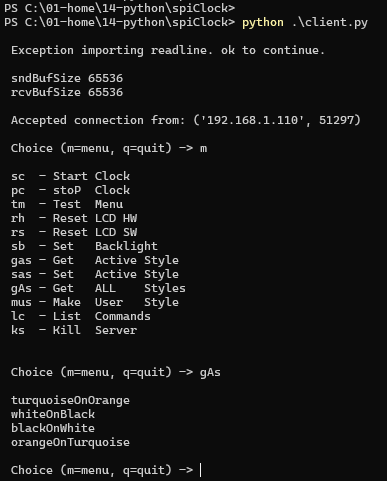 PS C:\01-home\14-python\spiClock>
PS C:\01-home\14-python\spiClock> python .\client.py
Exception importing readline. ok to continue.
sndBufSize 65536
rcvBufSize 65536
Accepted connection from: ('192.168.1.110', 51297)
Choice (m=menu, q=quit) -> m
sc  - Start Clock
pc  - stoP  Clock
tm  - Test  Menu
rh  - Reset LCD HW
rs  - Reset LCD SW
sb  - Set   Backlight
gas - Get   Active Style
sas - Set   Active Style
gAs - Get   ALL    Styles
mus - Make  User   Style
lc  - List  Commands
ks  - Kill  Server
Choice (m=menu, q=quit) -> gAs
turquoiseOnOrange
whiteOnBlack
blackOnWhite
orangeOnTurquoise
Choice (m=menu, q=quit) ->